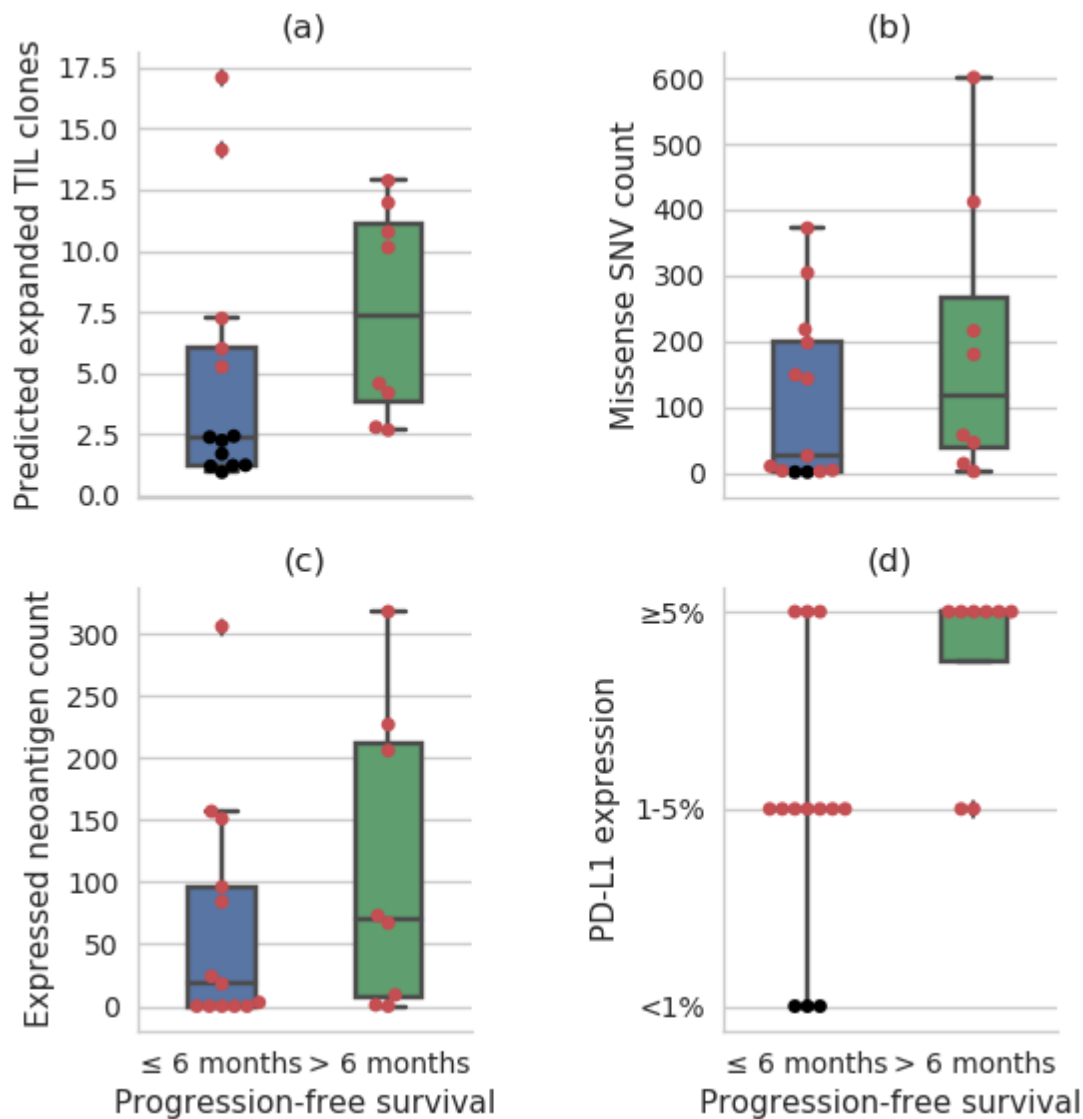 (a)
Predicted expanded TIL clones
17.5
15.0
12.5
10.0
7.5
5.0
2.5
0.0
(b)
Missense SNV count
600
500
400
300
200
100
0
(c)
Expressed neoantigen count
300
250
200
150
100
50
0
≤ 6 months > 6 months
Progression-free survival
(d)
PD-L1 expression
≥5%
1-5%
<1%
≤ 6 months > 6 months
Progression-free survival